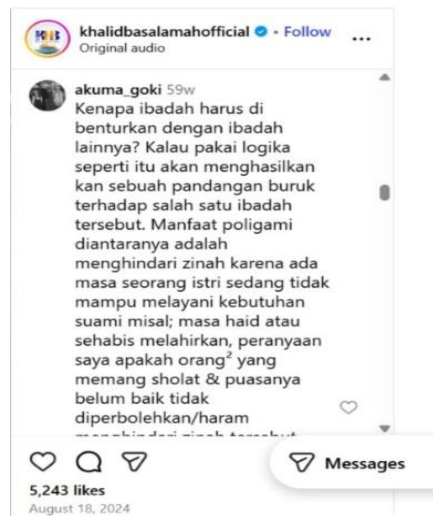 khalidbasalamahofficial • Follow
Original audio
akuma_goki 59w
Kenapa ibadah harus di
benturkan dengan ibadah
lainnya? Kalau pakai logika
seperti itu akan menghasilkan
kan sebuah pandangan buruk
terhadap salah satu ibadah
tersebut. Manfaat poligami
diantaranya adalah
menghindari zinah karena ada
masa seorang istri sedang tidak
mampu melayani kebutuhan
suami misal; masa haid atau
sehabis melahirkan, peranyaan
saya apakah orang² yang
memang sholat & puasanya
belum baik tidak
diperbolehkan/haram
menghindari zinah tersebut
Messages
5,243 likes
August 18, 2024